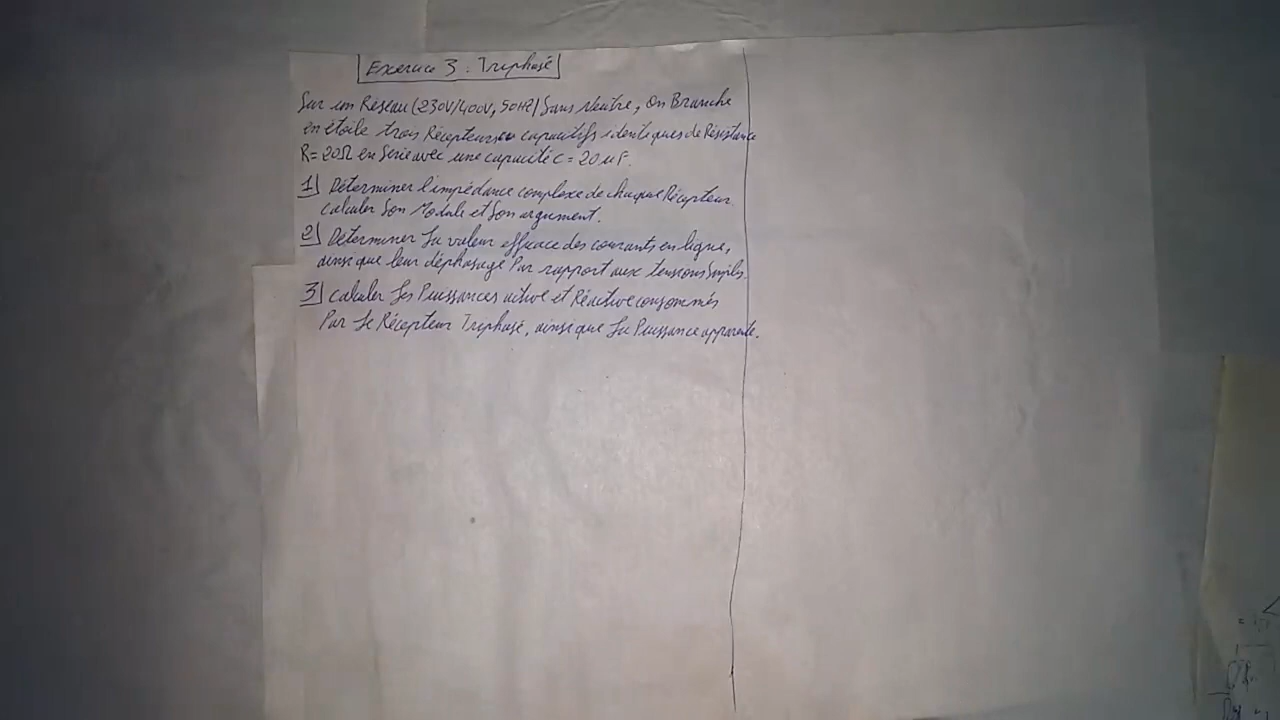 Exercice 3 : Triphasé
Sur un Réseau (230V/400V, 50HZ) Sans Neutre, on Branche
en étoile trois Récepteurs capacitifs identiques de Résistance
R = 20Ω en Serie avec une capacité C = 20 μF.
1) Déterminer l'impédance complexe de chaque Récepteur.
Calculer Son Module et Son argument.
2) Déterminer la valeur efficace des courants en ligne,
ainsi que leur déphasage Par rapport aux tensions Simples.
3) Calculer les Puissances active et Réactive consommés
Par le Récepteur Triphasé, ainsi que la Puissance apparente.